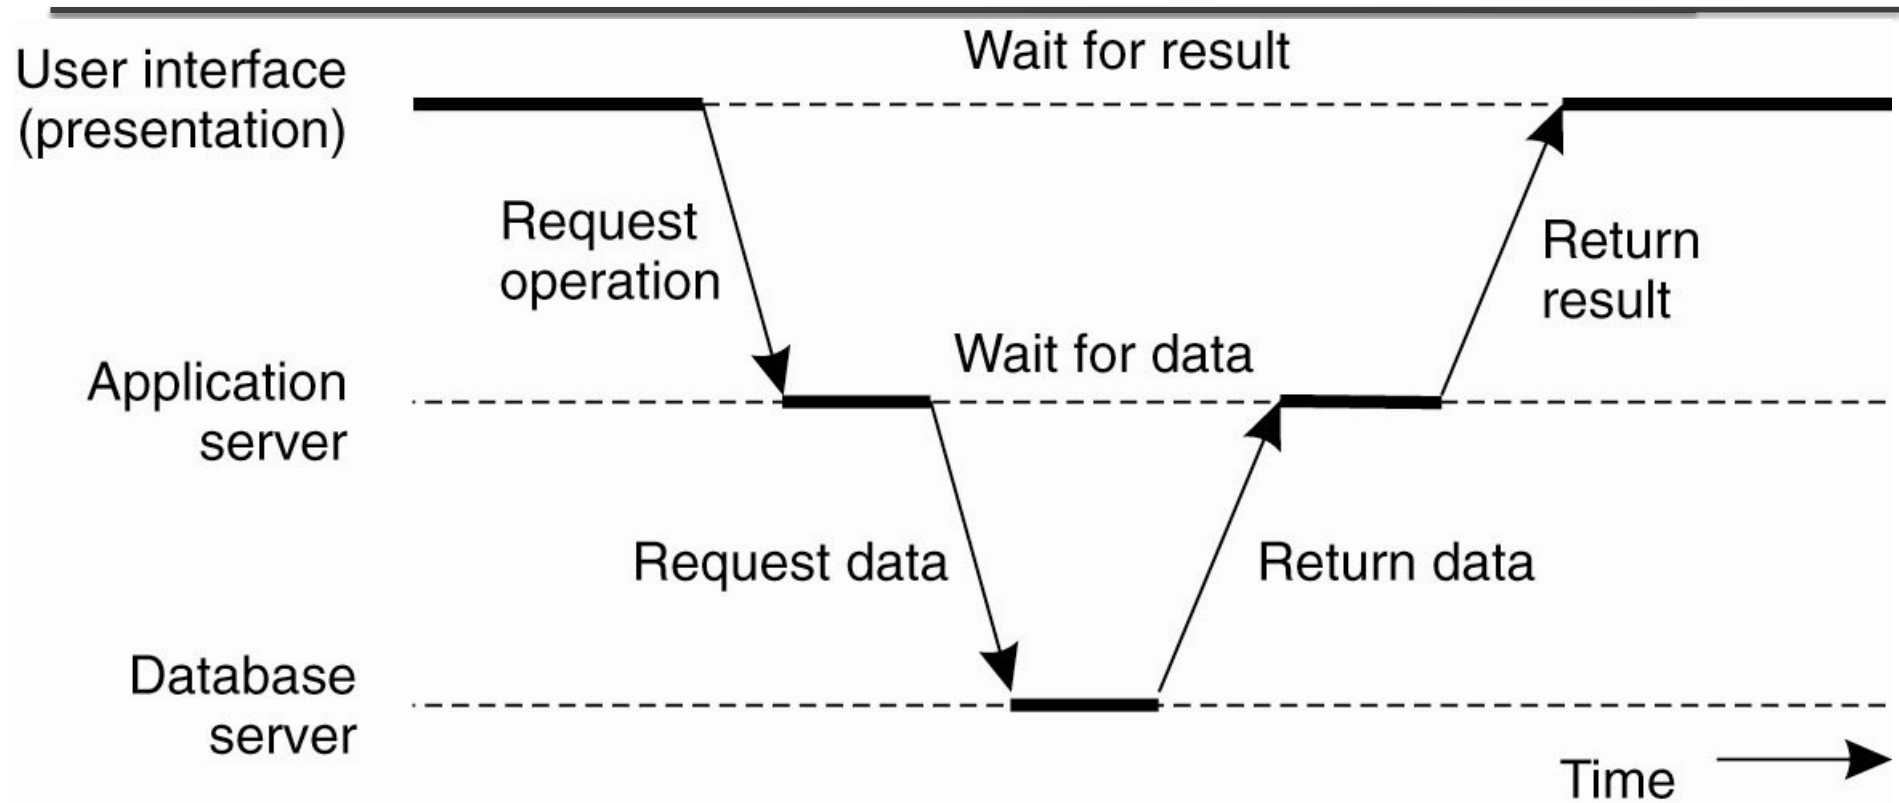 Wait for result
User interface
(presentation)
Request
operation
Return
result
Wait for data
Application
server
Request data
Return data
Database
server
Time